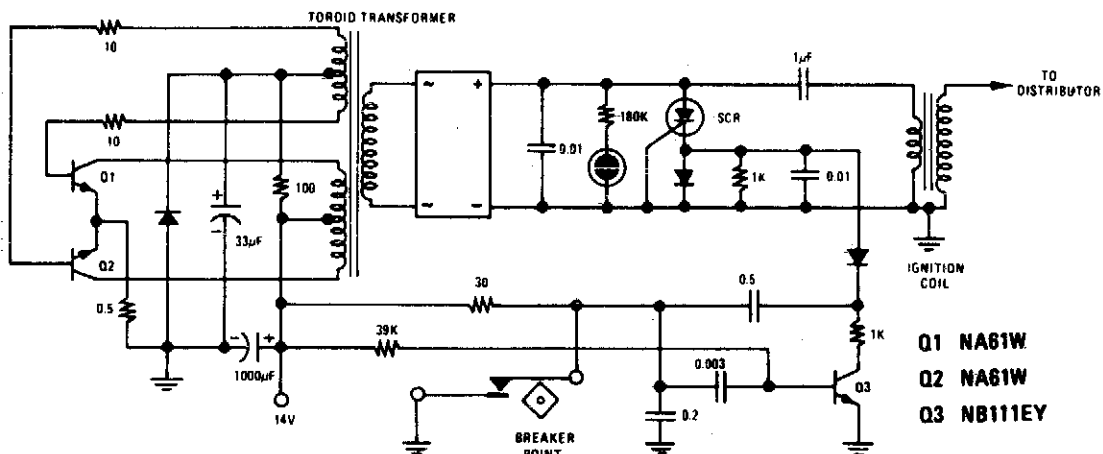 TOROID TRANSFORMER
10
10
Q1
Q2
0.5
33µF
+
-
100
1000µF
-
+
14V
~
~
+
-
0.01
180K
SCR
1K
0.01
1µF
TO
DISTRIBUTOR
IGNITION
COIL
30
39K
0.5
0.003
0.2
1K
Q3
BREAKER
POINT
Q1 NA61W
Q2 NA61W
Q3 NB111EY